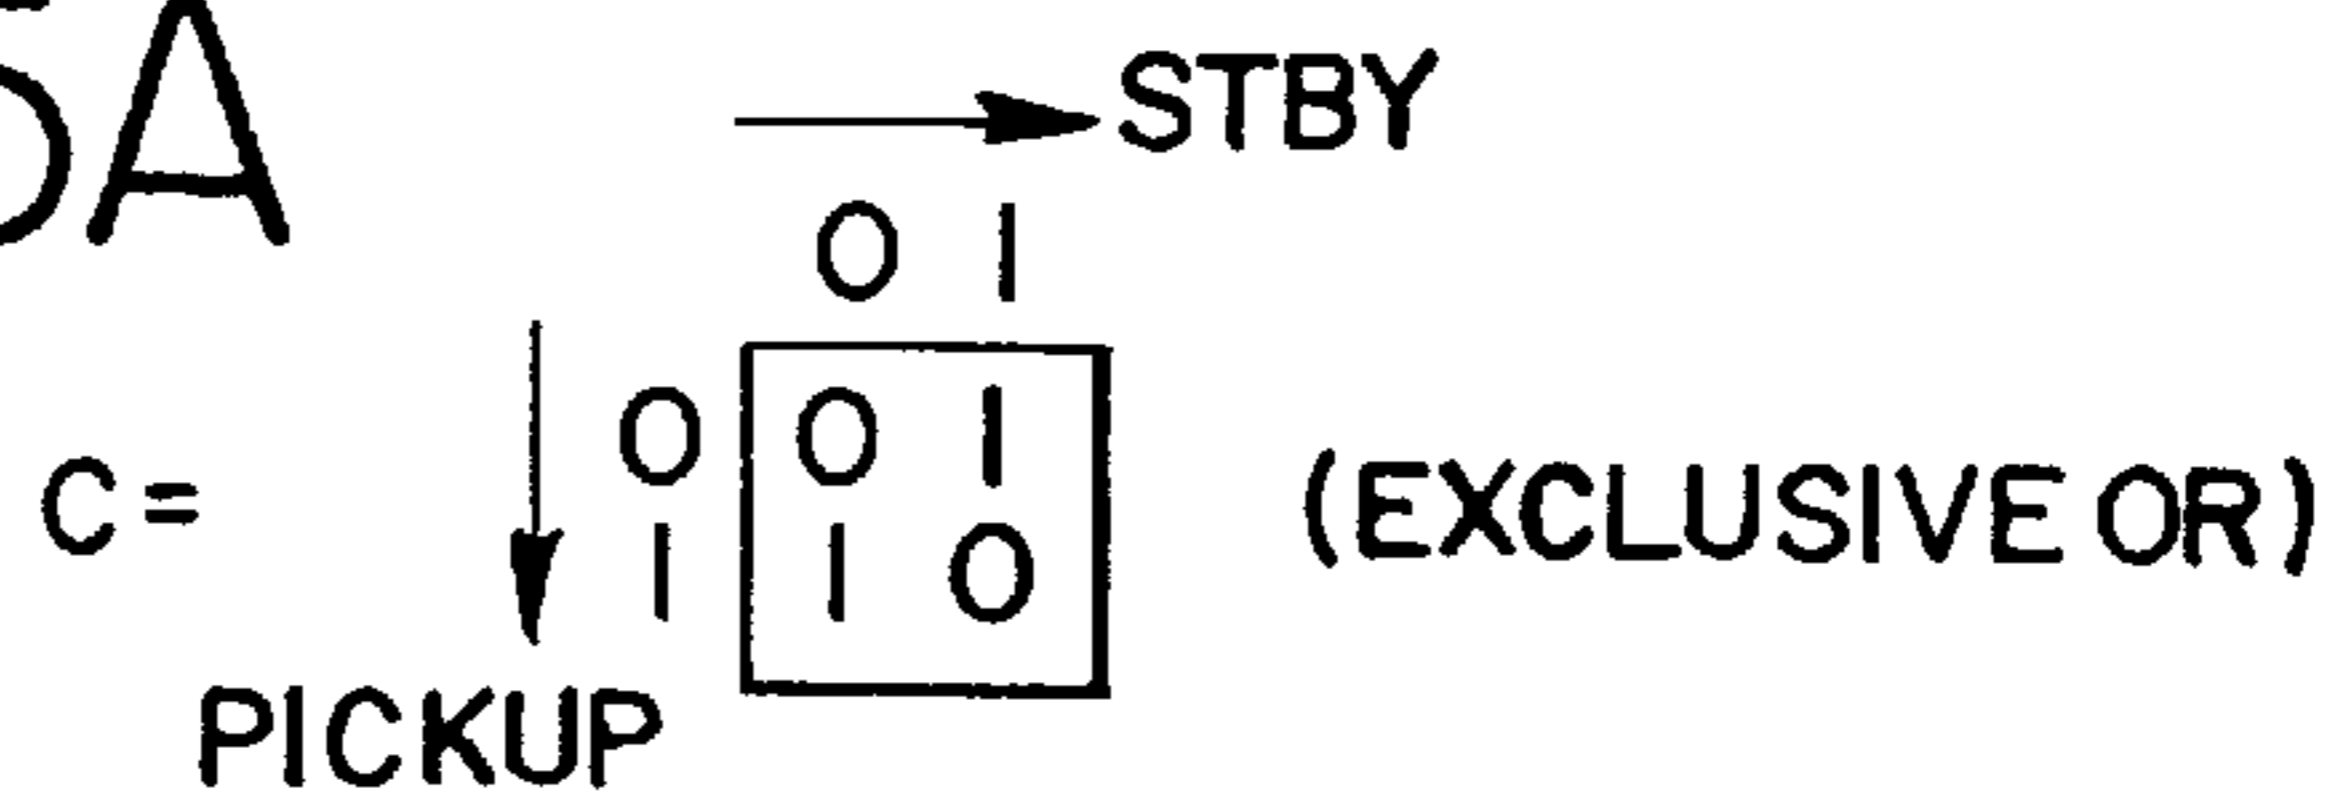 5A
STBY
0 1
0 0 1
C= (EXCLUSIVE OR)
1 1 0
PICKUP